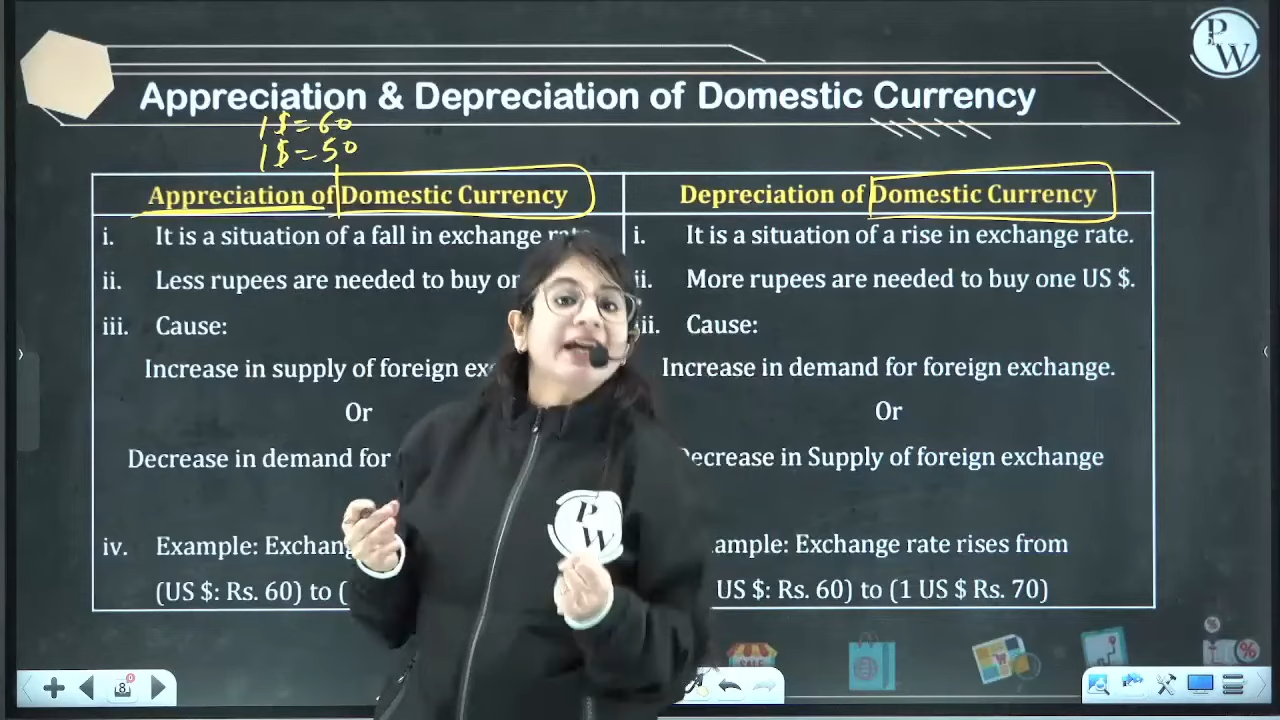 P W
Appreciation & Depreciation of Domestic Currency
1$=60
1$=50
Appreciation of Domestic Currency
i. It is a situation of a fall in exchange
ii. Less rupees are needed to buy
iii. Cause:
Increase in supply of foreign
Or
Decrease in demand for
iv. Example:
(US $: Rs. 60) to (
Depreciation of Domestic Currency
i. It is a situation of a rise in exchange rate.
ii. More rupees are needed to buy one US $.
Cause:
Increase in demand for foreign exchange.
Or
Decrease in Supply of foreign exchange
Exchange rate rises from
US $: Rs. 60) to (1 US $ Rs. 70)
P W
SALE
%
%
8
0